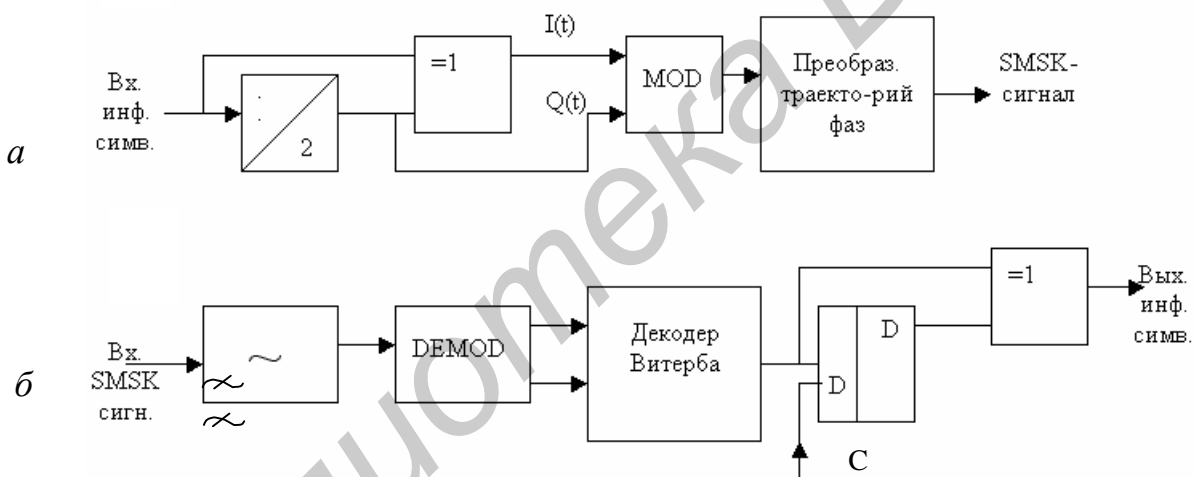 а
Вх.
инф.
симв.
:
2
=1
I(t)
Q(t)
MOD
Преобраз.
траекто-рий
фаз
SMSK-
сигнал
б
Вх.
SMSK
сигн.
~
DEMOD
Декодер
Витерба
D
D
C
=1
Вых.
инф.
симв.